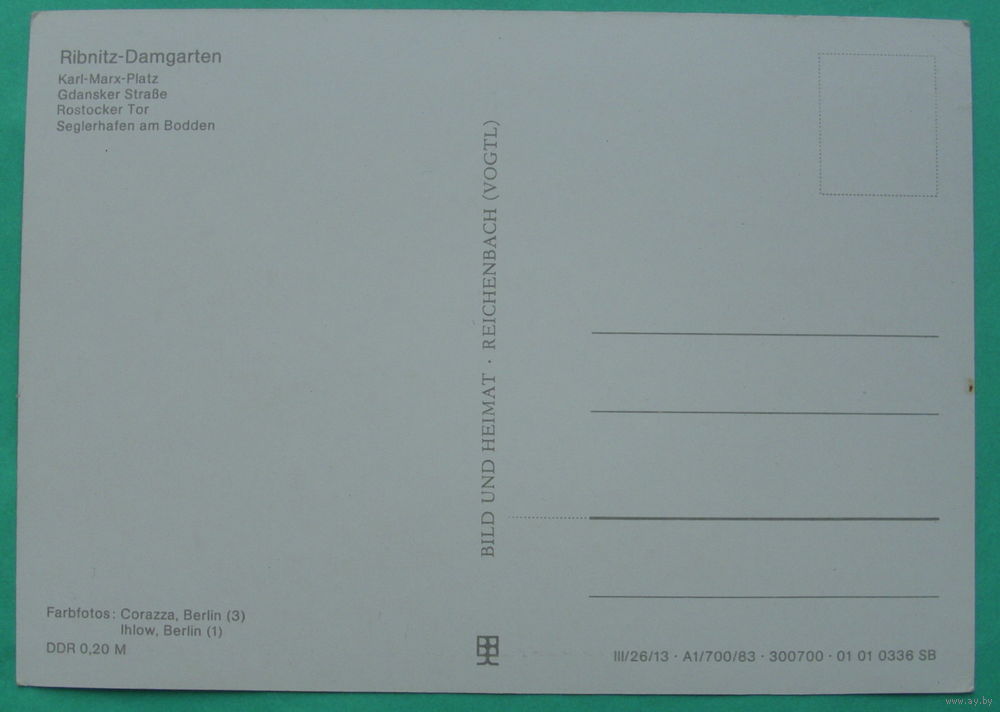 Ribnitz-Damgarten
Karl-Marx-Platz
Gdansker Straße
Rostocker Tor
Seglerhafen am Bodden
BILD UND HEIMAT · REICHENBACH (VOGTL)
Farbfotos: Corazza, Berlin (3)
Ihlow, Berlin (1)
DDR 0,20 M
III/26/13 · A1/700/83 · 300700 · 01 01 0336 SB
www.ay.by